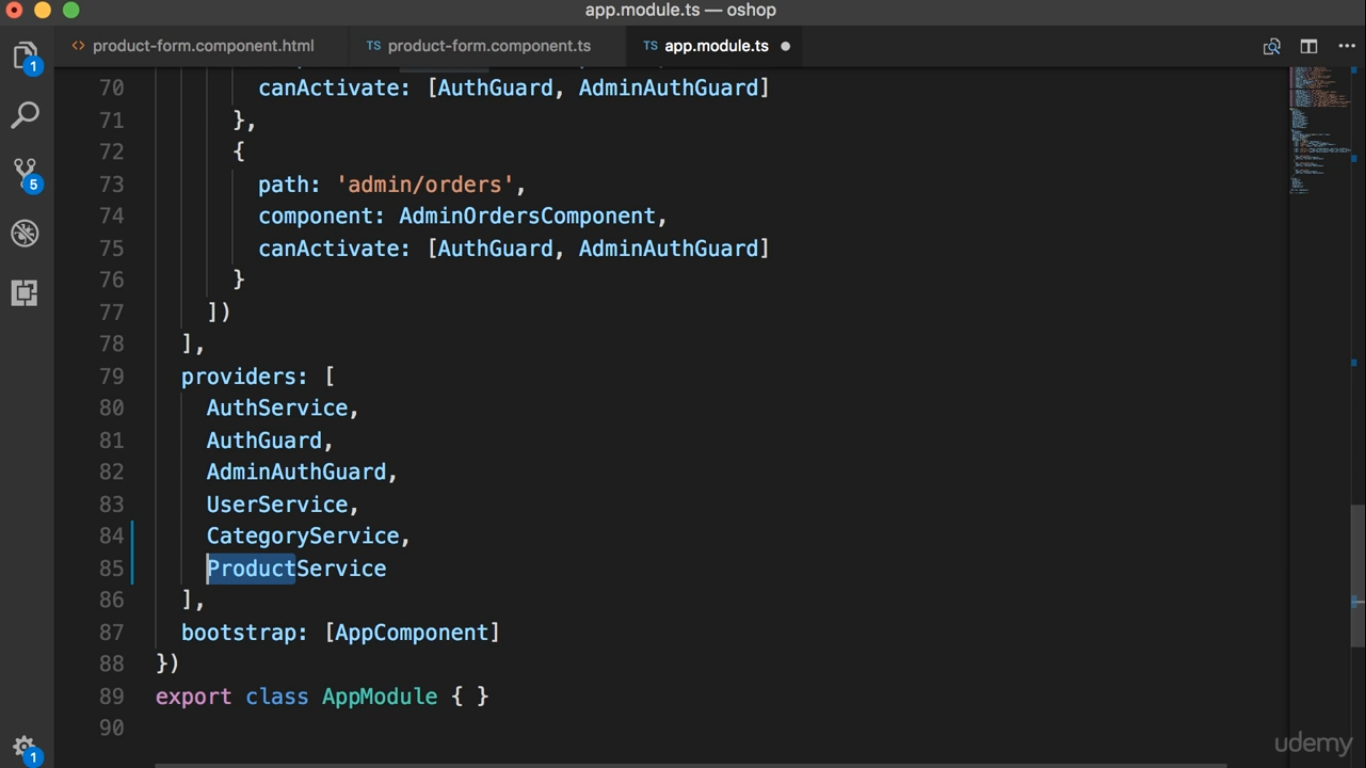 app.module.ts — oshop
<> product-form.component.html
TS product-form.component.ts
TS app.module.ts
70 canActivate: [AuthGuard, AdminAuthGuard]
71 },
72 {
73 path: 'admin/orders',
74 component: AdminOrdersComponent,
75 canActivate: [AuthGuard, AdminAuthGuard]
76 }
77 ])
78 ],
79 providers: [
80 AuthService,
81 AuthGuard,
82 AdminAuthGuard,
83 UserService,
84 CategoryService,
85 ProductService
86 ],
87 bootstrap: [AppComponent]
88 })
89 export class AppModule { }
90
1
5
1
udemy